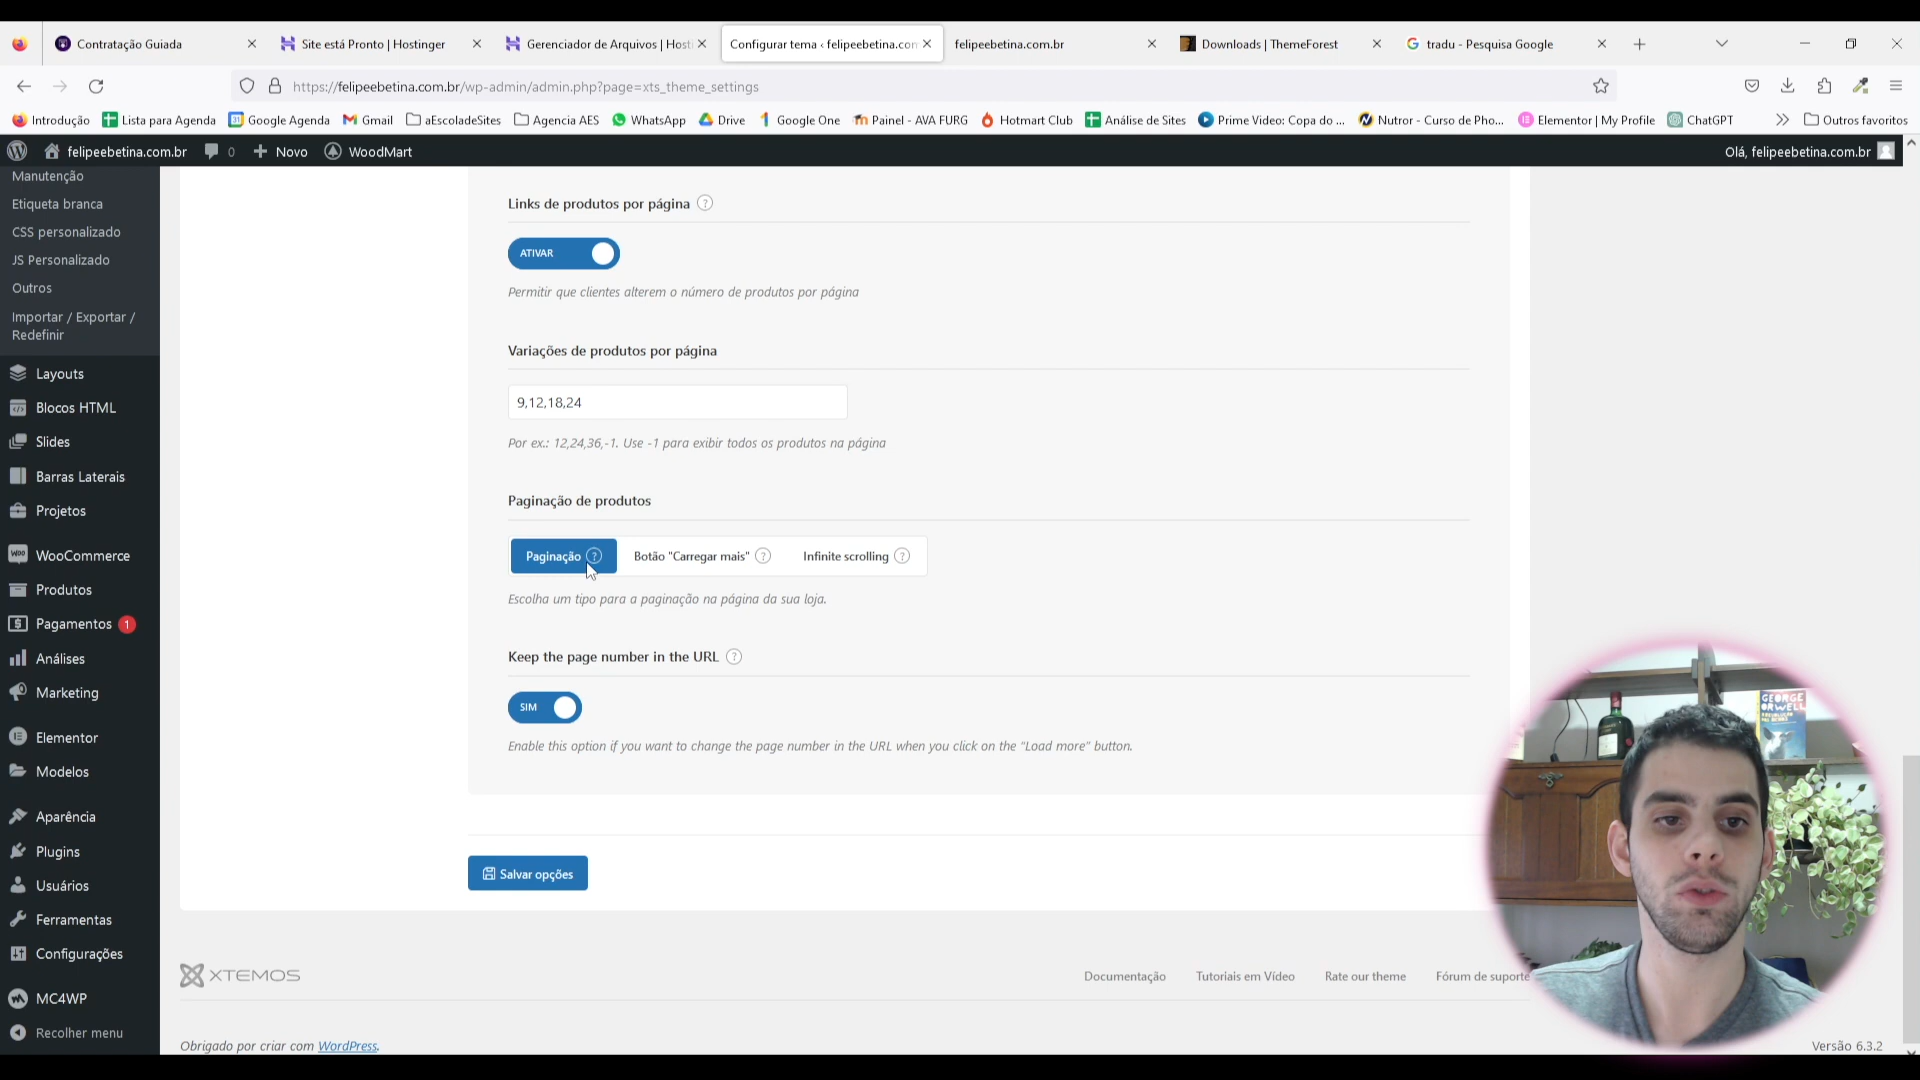 Contratação Guiada
Site está Pronto | Hostinger
Gerenciador de Arquivos | Host
Configurar tema ‹ felipeebetina.com
felipeebetina.com.br
Downloads | ThemeForest
tradu - Pesquisa Google
https://felipeebetina.com.br/wp-admin/admin.php?page=xts_theme_settings
Introdução
Lista para Agenda
Google Agenda
Gmail
aEscoladeSites
Agencia AES
WhatsApp
Drive
Google One
Painel - AVA FURG
Hotmart Club
Análise de Sites
Prime Video: Copa do ...
Nutror - Curso de Pho...
Elementor | My Profile
ChatGPT
Outros favoritos
felipeebetina.com.br
0
Novo
WoodMart
Olá, felipeebetina.com.br
Manutenção
Etiqueta branca
CSS personalizado
JS Personalizado
Outros
Importar / Exportar /
Redefinir
Layouts
Blocos HTML
Slides
Barras Laterais
Projetos
WooCommerce
Produtos
Pagamentos 1
Análises
Marketing
Elementor
Modelos
Aparência
Plugins
Usuários
Ferramentas
Configurações
MC4WP
Recolher menu
Links de produtos por página ?
ATIVAR
Permitir que clientes alterem o número de produtos por página
Variações de produtos por página
9,12,18,24
Por ex.: 12,24,36,-1. Use -1 para exibir todos os produtos na página
Paginação de produtos
Paginação ?
Botão "Carregar mais" ?
Infinite scrolling ?
Escolha um tipo para a paginação na página da sua loja.
Keep the page number in the URL ?
SIM
Enable this option if you want to change the page number in the URL when you click on the "Load more" button.
Salvar opções
XTEMOS
Documentação
Tutoriais em Vídeo
Rate our theme
Fórum de suporte
Obrigado por criar com WordPress.
Versão 6.3.2
GEORGE
ORWELL